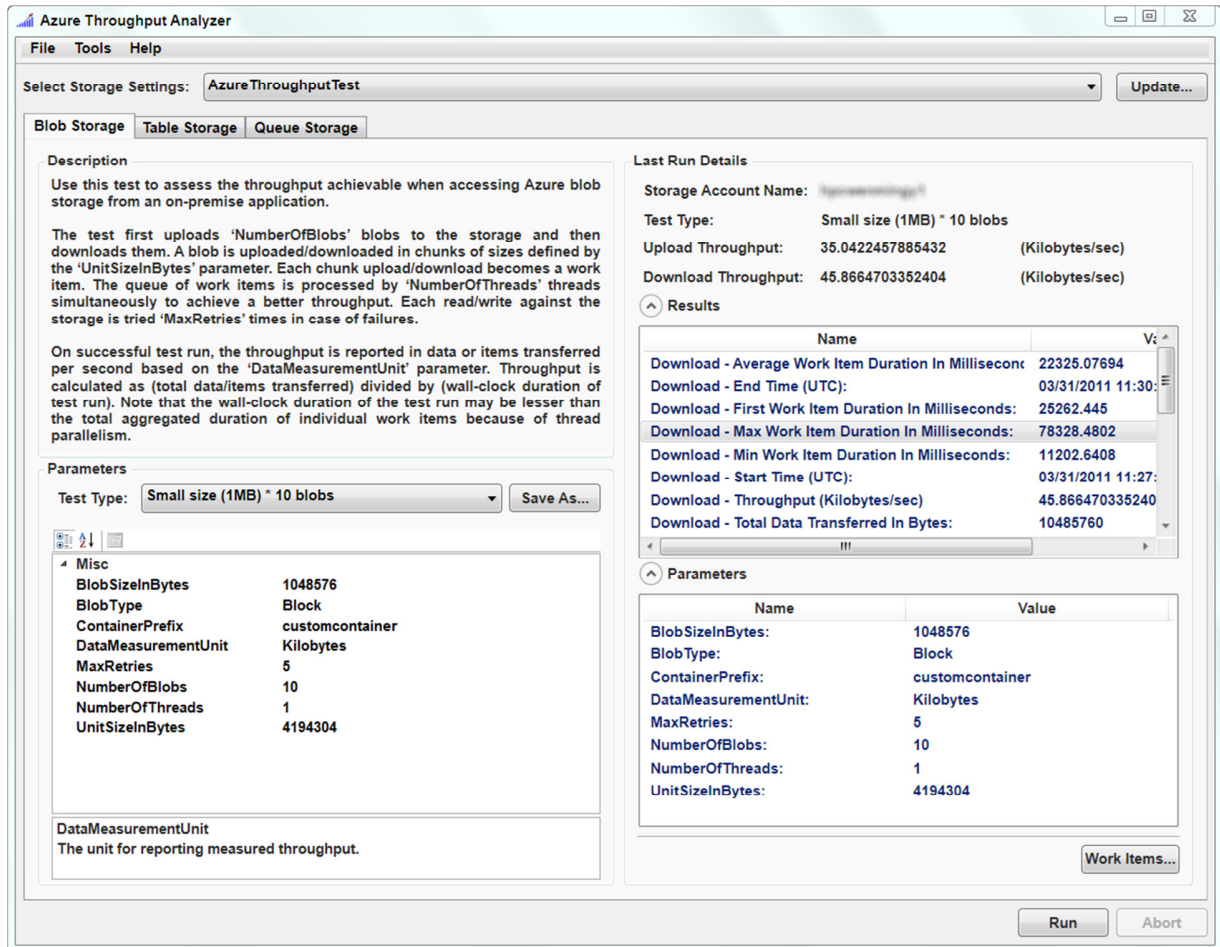 Azure Throughput Analyzer
File Tools Help
Select Storage Settings: AzureThroughputTest Update...
Blob Storage Table Storage Queue Storage
Description
Use this test to assess the throughput achievable when accessing Azure blob
storage from an on-premise application.
The test first uploads 'NumberOfBlobs' blobs to the storage and then
downloads them. A blob is uploaded/downloaded in chunks of sizes defined by
the 'UnitSizeInBytes' parameter. Each chunk upload/download becomes a work
item. The queue of work items is processed by 'NumberOfThreads' threads
simultaneously to achieve a better throughput. Each read/write against the
storage is tried 'MaxRetries' times in case of failures.
On successful test run, the throughput is reported in data or items transferred
per second based on the 'DataMeasurementUnit' parameter. Throughput is
calculated as (total data/items transferred) divided by (wall-clock duration of
test run). Note that the wall-clock duration of the test run may be lesser than
the total aggregated duration of individual work items because of thread
parallelism.
Parameters
Test Type: Small size (1MB) * 10 blobs Save As...
Misc
BlobSizeInBytes 1048576
BlobType Block
ContainerPrefix customcontainer
DataMeasurementUnit Kilobytes
MaxRetries 5
NumberOfBlobs 10
NumberOfThreads 1
UnitSizeInBytes 4194304
DataMeasurementUnit
The unit for reporting measured throughput.
Last Run Details
Storage Account Name:
Test Type: Small size (1MB) * 10 blobs
Upload Throughput: 35.0422457885432 (Kilobytes/sec)
Download Throughput: 45.8664703352404 (Kilobytes/sec)
Results
Name Va
Download - Average Work Item Duration In Millisecond 22325.07694
Download - End Time (UTC): 03/31/2011 11:30:
Download - First Work Item Duration In Milliseconds: 25262.445
Download - Max Work Item Duration In Milliseconds: 78328.4802
Download - Min Work Item Duration In Milliseconds: 11202.6408
Download - Start Time (UTC): 03/31/2011 11:27:
Download - Throughput (Kilobytes/sec) 45.866470335240
Download - Total Data Transferred In Bytes: 10485760
Parameters
Name Value
BlobSizeInBytes: 1048576
BlobType: Block
ContainerPrefix: customcontainer
DataMeasurementUnit: Kilobytes
MaxRetries: 5
NumberOfBlobs: 10
NumberOfThreads: 1
UnitSizeInBytes: 4194304
Work Items...
Run Abort